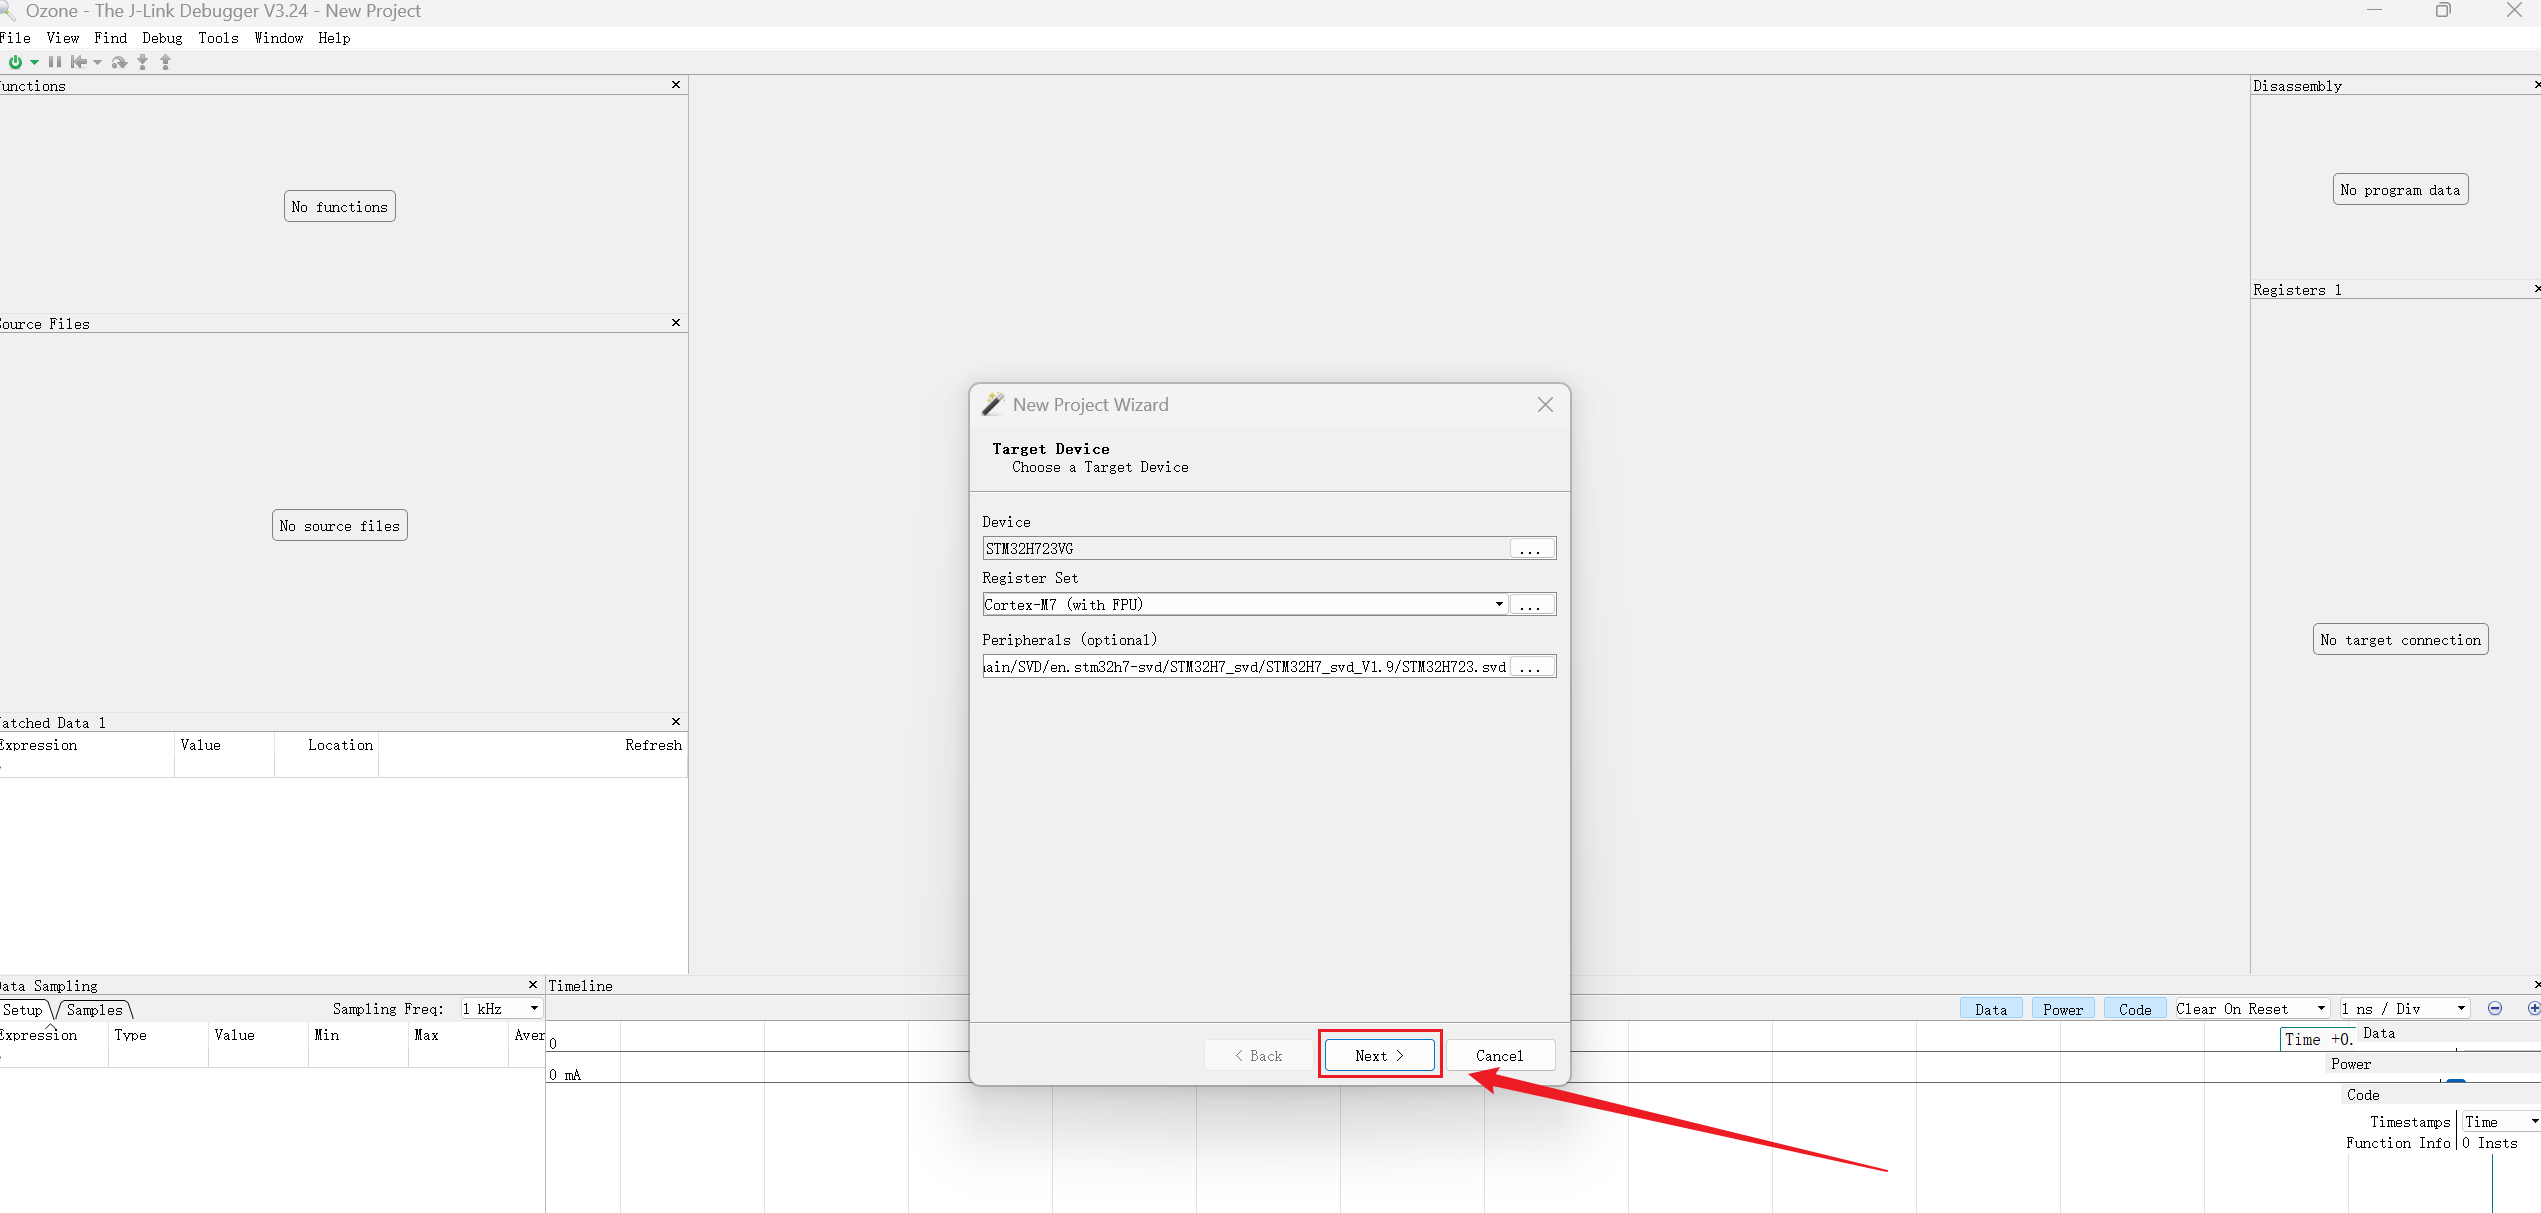 Ozone - The J-Link Debugger V3.24 - New Project
File View Find Debug Tools Window Help
unctions
No functions
ource Files
No source files
atched Data 1
Expression Value Location Refresh
Disassembly
No program data
Registers 1
No target connection
New Project Wizard
Target Device
Choose a Target Device
Device
STM32H723VG ...
Register Set
Cortex-M7 (with FPU) ...
Peripherals (optional)
ain/SVD/en.stm32h7-svd/STM32H7_svd/STM32H7_svd_V1.9/STM32H723.svd ...
< Back Next > Cancel
ata Sampling
Setup Samples Sampling Freq: 1 kHz
Expression Type Value Min Max Aver
Timeline
Data Power Code Clear On Reset 1 ns / Div
0
0 mA
Time +0.
Data
Power
Code
Timestamps Time
Function Info 0 Insts